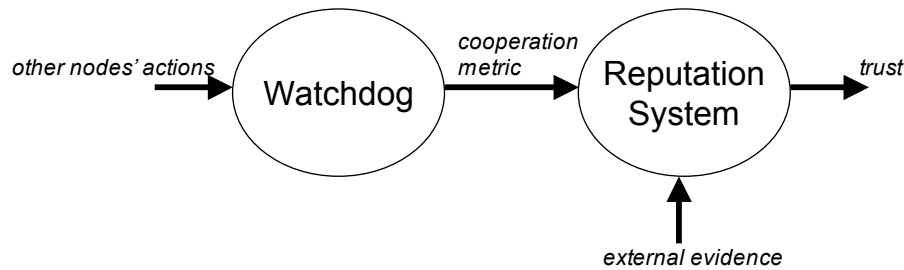 other nodes' actions
Watchdog
cooperation
metric
Reputation
System
trust
external evidence